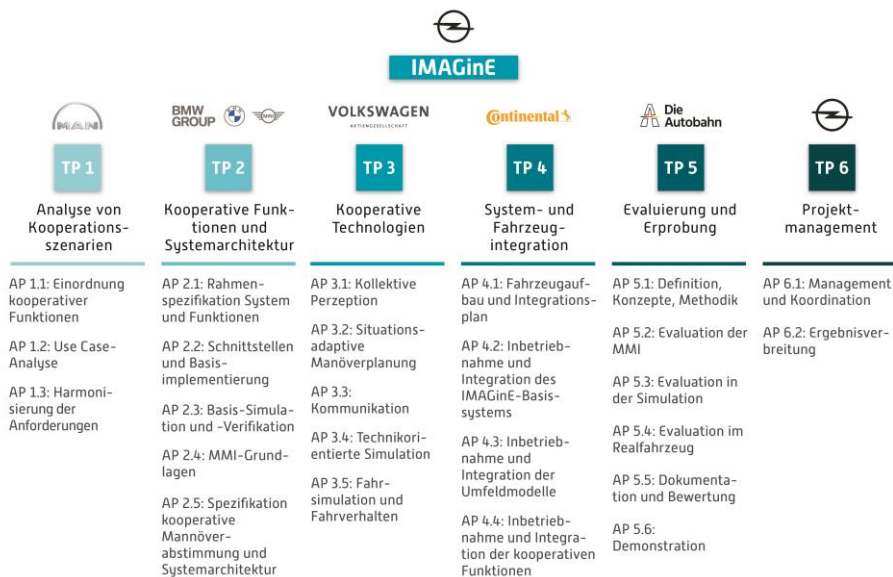 IMAGinE
MAN
BMW
GROUP
MINI
VOLKSWAGEN
AKTIENGESELLSCHAFT
Continental
Die
Autobahn
TP 1
TP 2
TP 3
TP 4
TP 5
TP 6
Analyse von
Kooperations-
szenarien
Kooperative Funk-
tionen und
Systemarchitektur
Kooperative
Technologien
System- und
Fahrzeug-
integration
Evaluierung und
Erprobung
Projekt-
management
AP 1.1: Einordnung
kooperativer
Funktionen
AP 1.2: Use Case-
Analyse
AP 1.3: Harmoni-
sierung der
Anforderungen
AP 2.1: Rahmen-
spezifikation System
und Funktionen
AP 2.2: Schnittstellen
und Basis-
implementierung
AP 2.3: Basis-Simula-
tion und -Verifikation
AP 2.4: MMI-Grund-
lagen
AP 2.5: Spezifikation
kooperative
Mannöver-
abstimmung und
Systemarchitektur
AP 3.1: Kollektive
Perzeption
AP 3.2: Situations-
adaptive
Manöverplanung
AP 3.3:
Kommunikation
AP 3.4: Technikori-
entierte Simulation
AP 3.5: Fahr-
simulation und
Fahrverhalten
AP 4.1: Fahrzeugauf-
bau und Integrations-
plan
AP 4.2: Inbetrieb-
nahme und
Integration des
IMAGinE-Basis-
systems
AP 4.3: Inbetrieb-
nahme und
Integration der
Umfeldmodelle
AP 4.4: Inbetrieb-
nahme und Integra-
tion der kooperativen
Funktionen
AP 5.1: Definition,
Konzepte, Methodik
AP 5.2: Evaluation der
MMI
AP 5.3: Evaluation in
der Simulation
AP 5.4: Evaluation im
Realfahrzeug
AP 5.5: Dokumenta-
tion und Bewertung
AP 5.6:
Demonstration
AP 6.1: Management
und Koordination
AP 6.2: Ergebnisver-
breitung